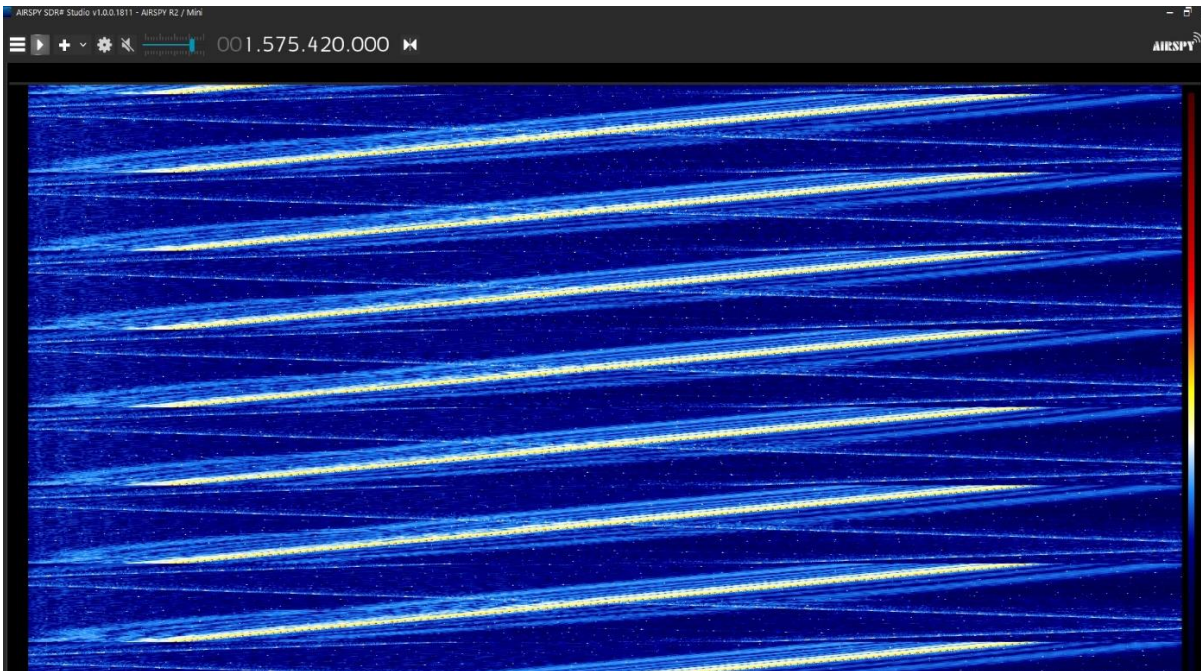 AIRSPY SDR# Studio v1.0.0.1811 - AIRSPY R2 / Mini
001.575.420.000
AIRSPY